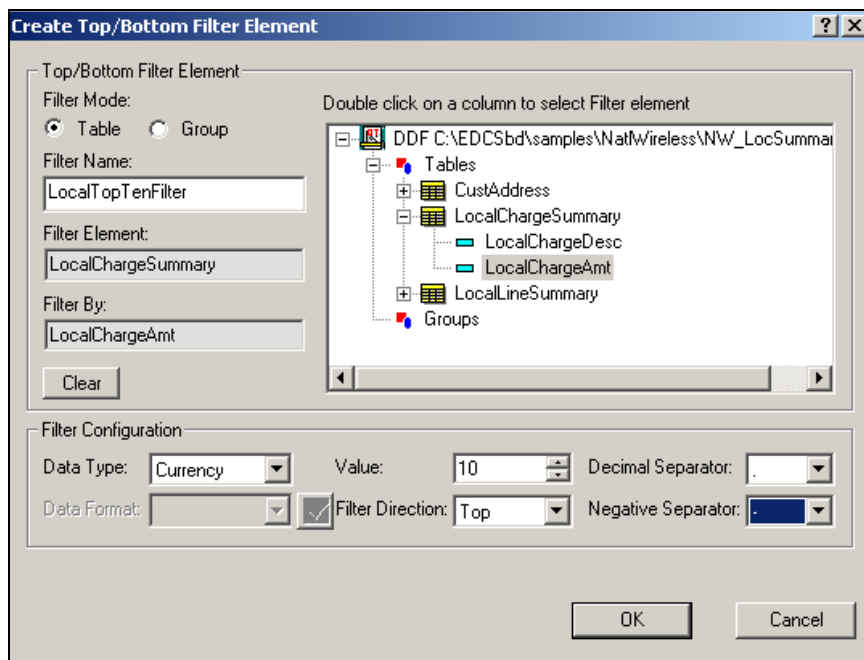 Create Top/Bottom Filter Element
Top/Bottom Filter Element
Filter Mode:
Table Group
Filter Name:
LocalTopTenFilter
Filter Element:
LocalChargeSummary
Filter By:
LocalChargeAmt
Clear
Double click on a column to select Filter element
DDF C:\EDCSbd\samples\NatlWireless\NW_LocSummar
Tables
CustAddress
LocalChargeSummary
LocalChargeDesc
LocalChargeAmt
LocalLineSummary
Groups
Filter Configuration
Data Type: Currency Value: 10 Decimal Separator: .
Data Format: Filter Direction: Top Negative Separator: -
OK Cancel